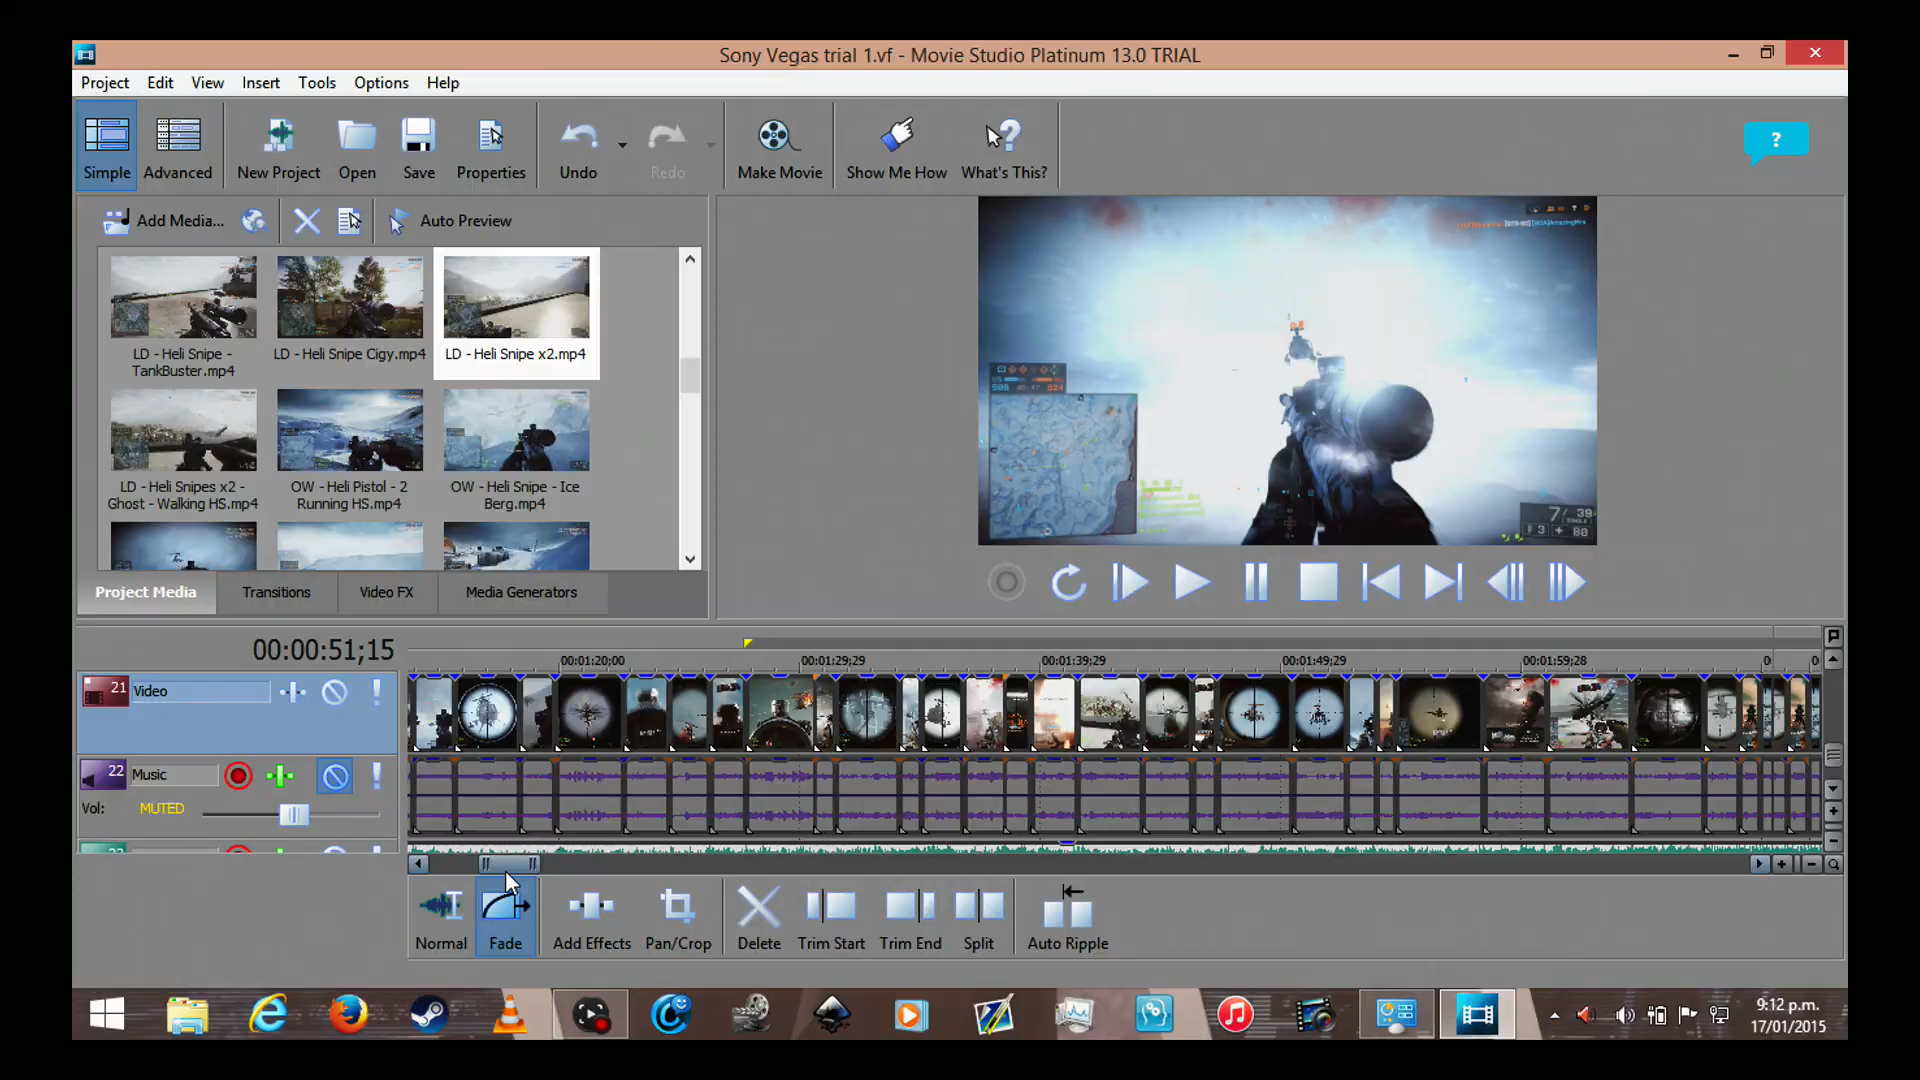 Sony Vegas trial 1.vf - Movie Studio Platinum 13.0 TRIAL
Project Edit View Insert Tools Options Help
Simple Advanced New Project Open Save Properties Undo Redo Make Movie Show Me How What's This?
Add Media... Auto Preview
LD - Heli Snipe -
TankBuster.mp4
LD - Heli Snipe Cigy.mp4
LD - Heli Snipe x2.mp4
LD - Heli Snipes x2 -
Ghost - Walking HS.mp4
OW - Heli Pistol - 2
Running HS.mp4
OW - Heli Snipe - Ice
Berg.mp4
Project Media Transitions Video FX Media Generators
00:00:51;15
00:01:20:00 00:01:29;29 00:01:39;29 00:01:49;29 00:01:59;28
21 Video
22 Music
Vol: MUTED
Normal Fade Add Effects Pan/Crop Delete Trim Start Trim End Split Auto Ripple
9:12 p.m.
17/01/2015